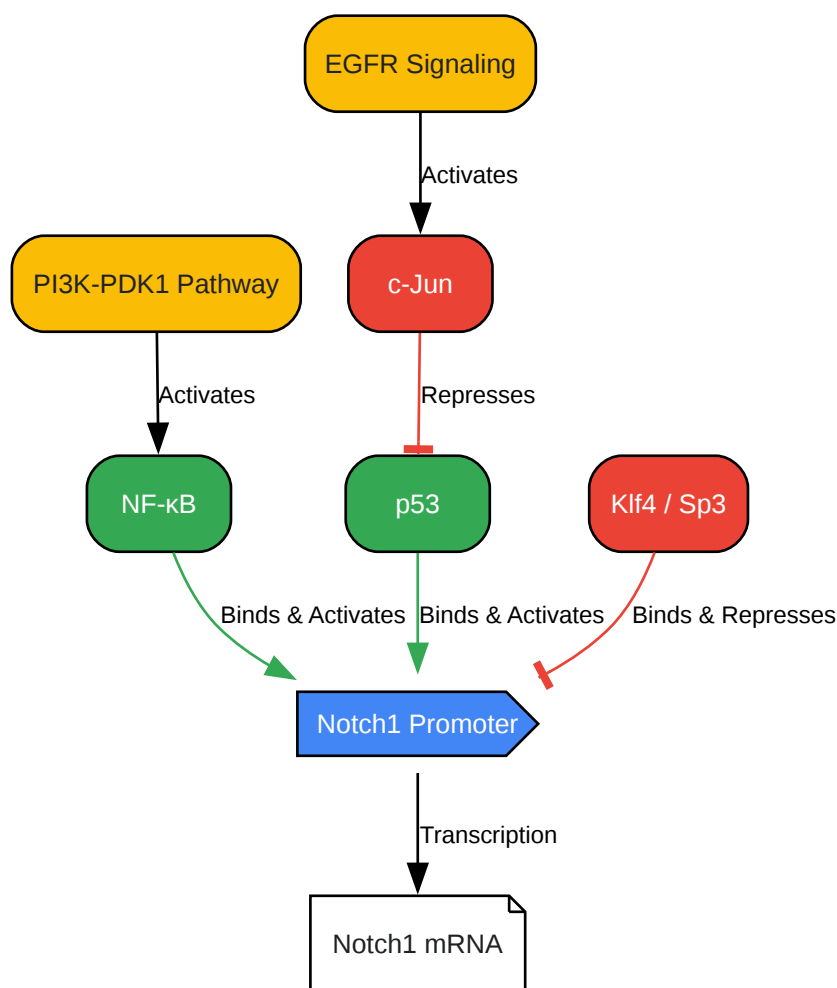 EGFR Signaling
Activates
PI3K-PDK1 Pathway
c-Jun
Activates
Represses
NF-κB
p53
Klf4 / Sp3
Binds & Activates
Binds & Activates
Binds & Represses
Notch1 Promoter
Transcription
Notch1 mRNA